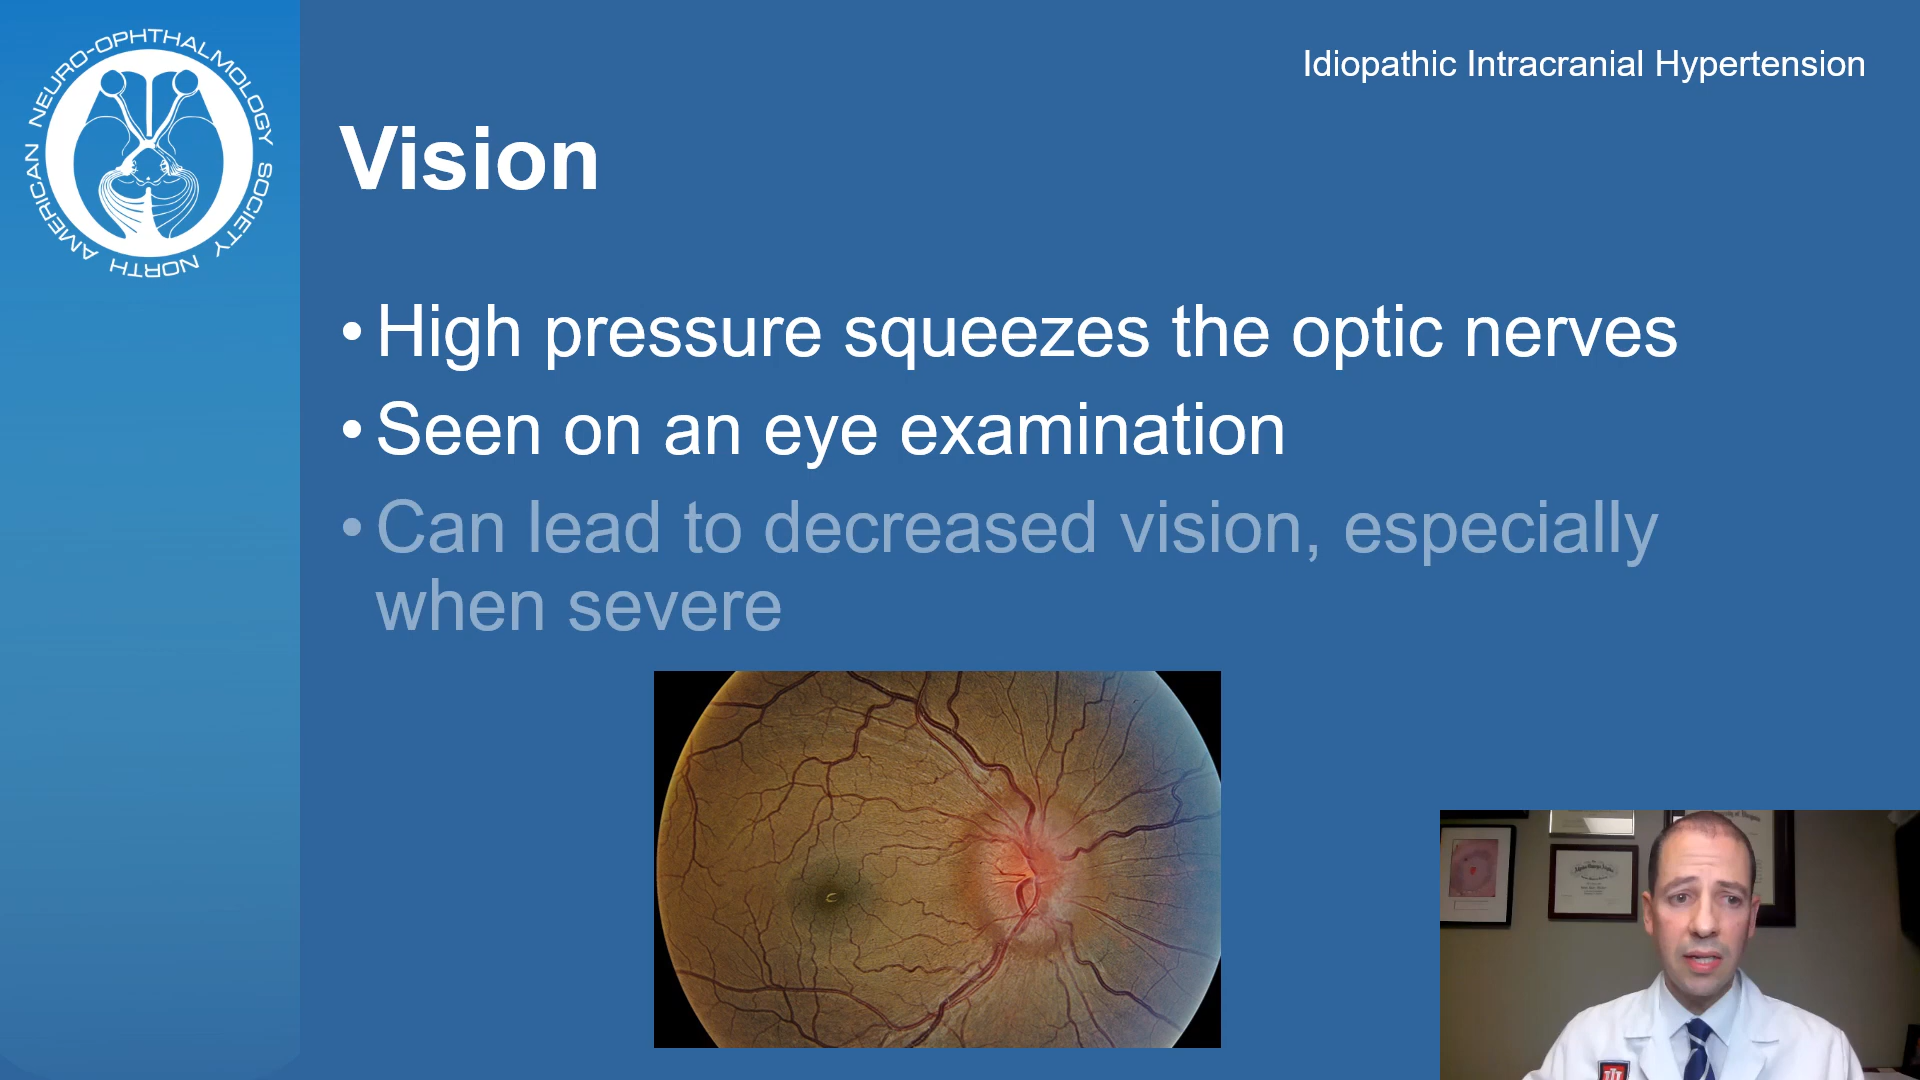 NORTH AMERICAN NEURO-OPHTHALMOLOGY SOCIETY
Idiopathic Intracranial Hypertension
Vision
• High pressure squeezes the optic nerves
• Seen on an eye examination
• Can lead to decreased vision, especially
when severe